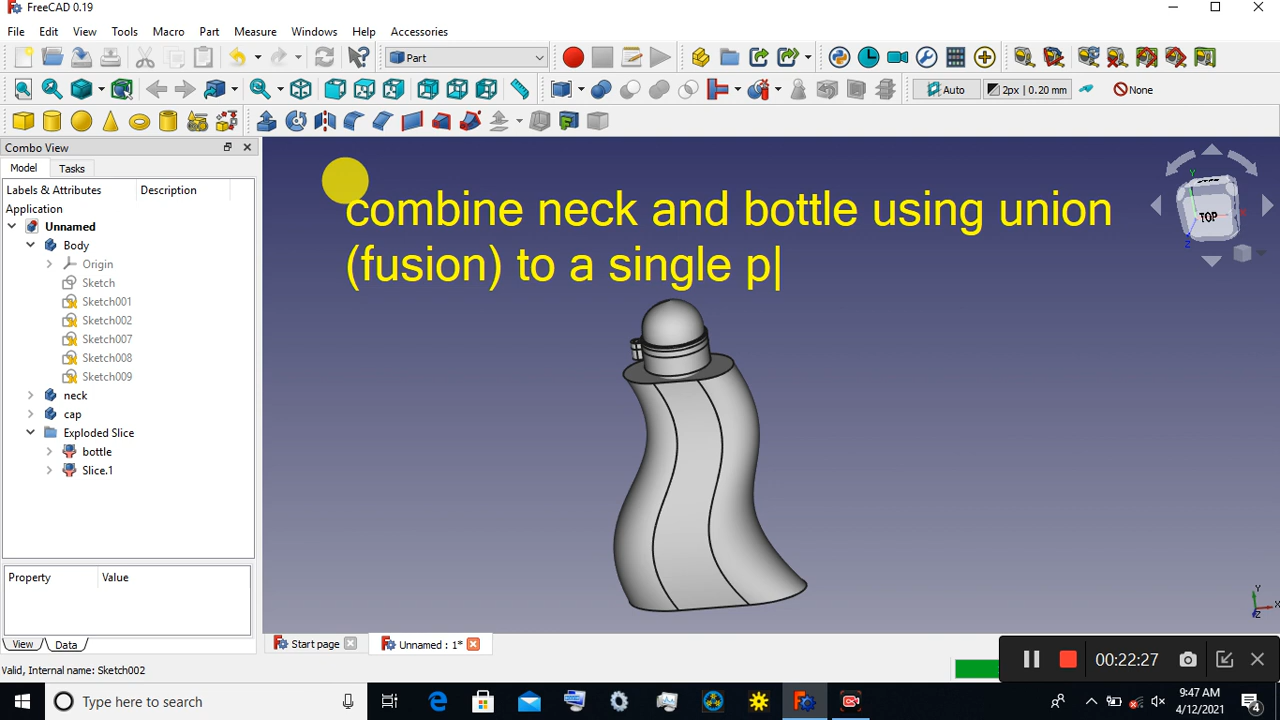 FreeCAD 0.19
File Edit View Tools Macro Part Measure Windows Help Accessories
Part
Auto 2px | 0.20 mm None
Combo View
Model Tasks
Labels & Attributes Description
Application
Unnamed
Body
Origin
Sketch
Sketch001
Sketch002
Sketch007
Sketch008
Sketch009
neck
cap
Exploded Slice
bottle
Slice.1
Property Value
View Data
combine neck and bottle using union
(fusion) to a single p
TOP
Y
Z
Y
X
Z
Start page Unnamed : 1*
Valid, Internal name: Sketch002
00:22:27
Type here to search
9:47 AM
4/12/2021
4